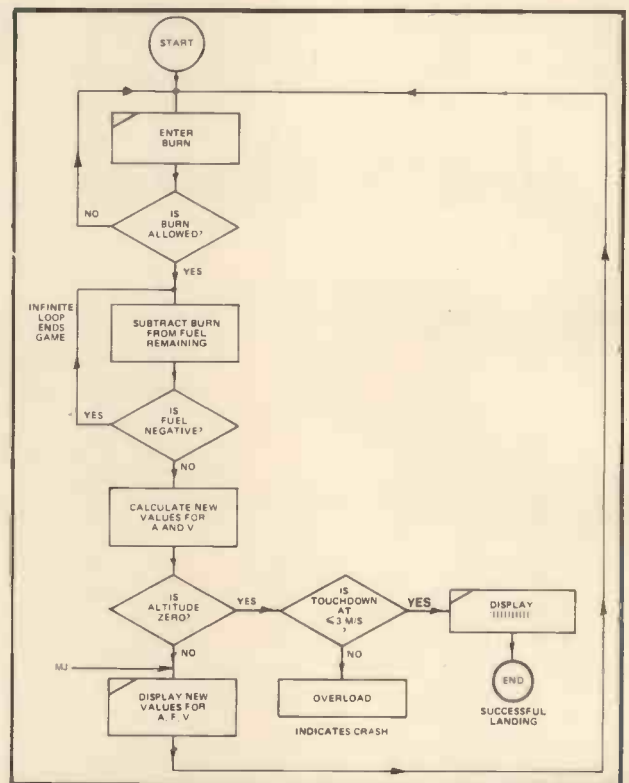 START
ENTER
BURN
NO
IS
BURN
ALLOWED?
YES
INFINITE
LOOP
ENDS
GAME
SUBTRACT BURN
FROM FUEL
REMAINING
YES
IS
FUEL
NEGATIVE?
NO
CALCULATE NEW
VALUES FOR
A AND V
IS
ALTITUDE
ZERO?
YES
IS
TOUCHDOWN
AT
≤3 M/S
?
YES
DISPLAY
NO
NO
MJ
DISPLAY NEW
VALUES FOR
A, F, V
OVERLOAD
INDICATES CRASH
END
SUCCESSFUL
LANDING